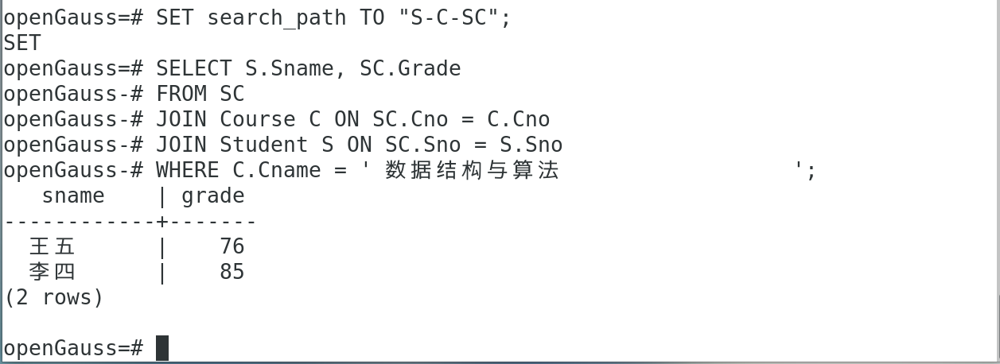 openGauss=# SET search_path TO "S-C-SC";
SET
openGauss=# SELECT S.Sname, SC.Grade
openGauss-# FROM SC
openGauss-# JOIN Course C ON SC.Cno = C.Cno
openGauss-# JOIN Student S ON SC.Sno = S.Sno
openGauss-# WHERE C.Cname = ' 数据结构与算法                  ';
   sname    | grade
------------+-------
  王五      |    76
  李四      |    85
(2 rows)
openGauss=#